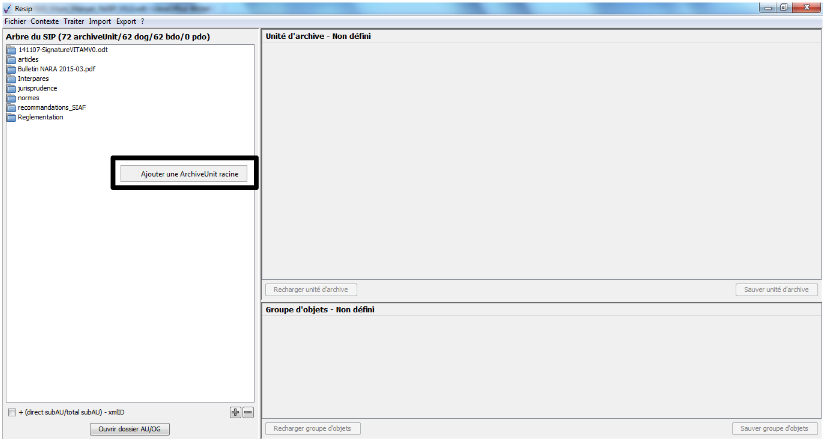 Resip
Fichier Contexte Traiter Import Export ?
Arbre du SIP (72 archiveUnit/62 dog/62 bdo/0 pdo)
141107-SignatureVITAMV0.odt
articles
Bulletin NARA 2015-03.pdf
Interpares
jurisprudence
normes
recommandations_SIAF
Reglementation
Ajouter une ArchiveUnit racine
+ (direct subAU/total subAU) - xmlID
Ouvrir dossier AU/OG
Unité d'archive - Non défini
Recharger unité d'archive
Sauver unité d'archive
Groupe d'objets - Non défini
Recharger groupe d'objets
Sauver groupe d'objets